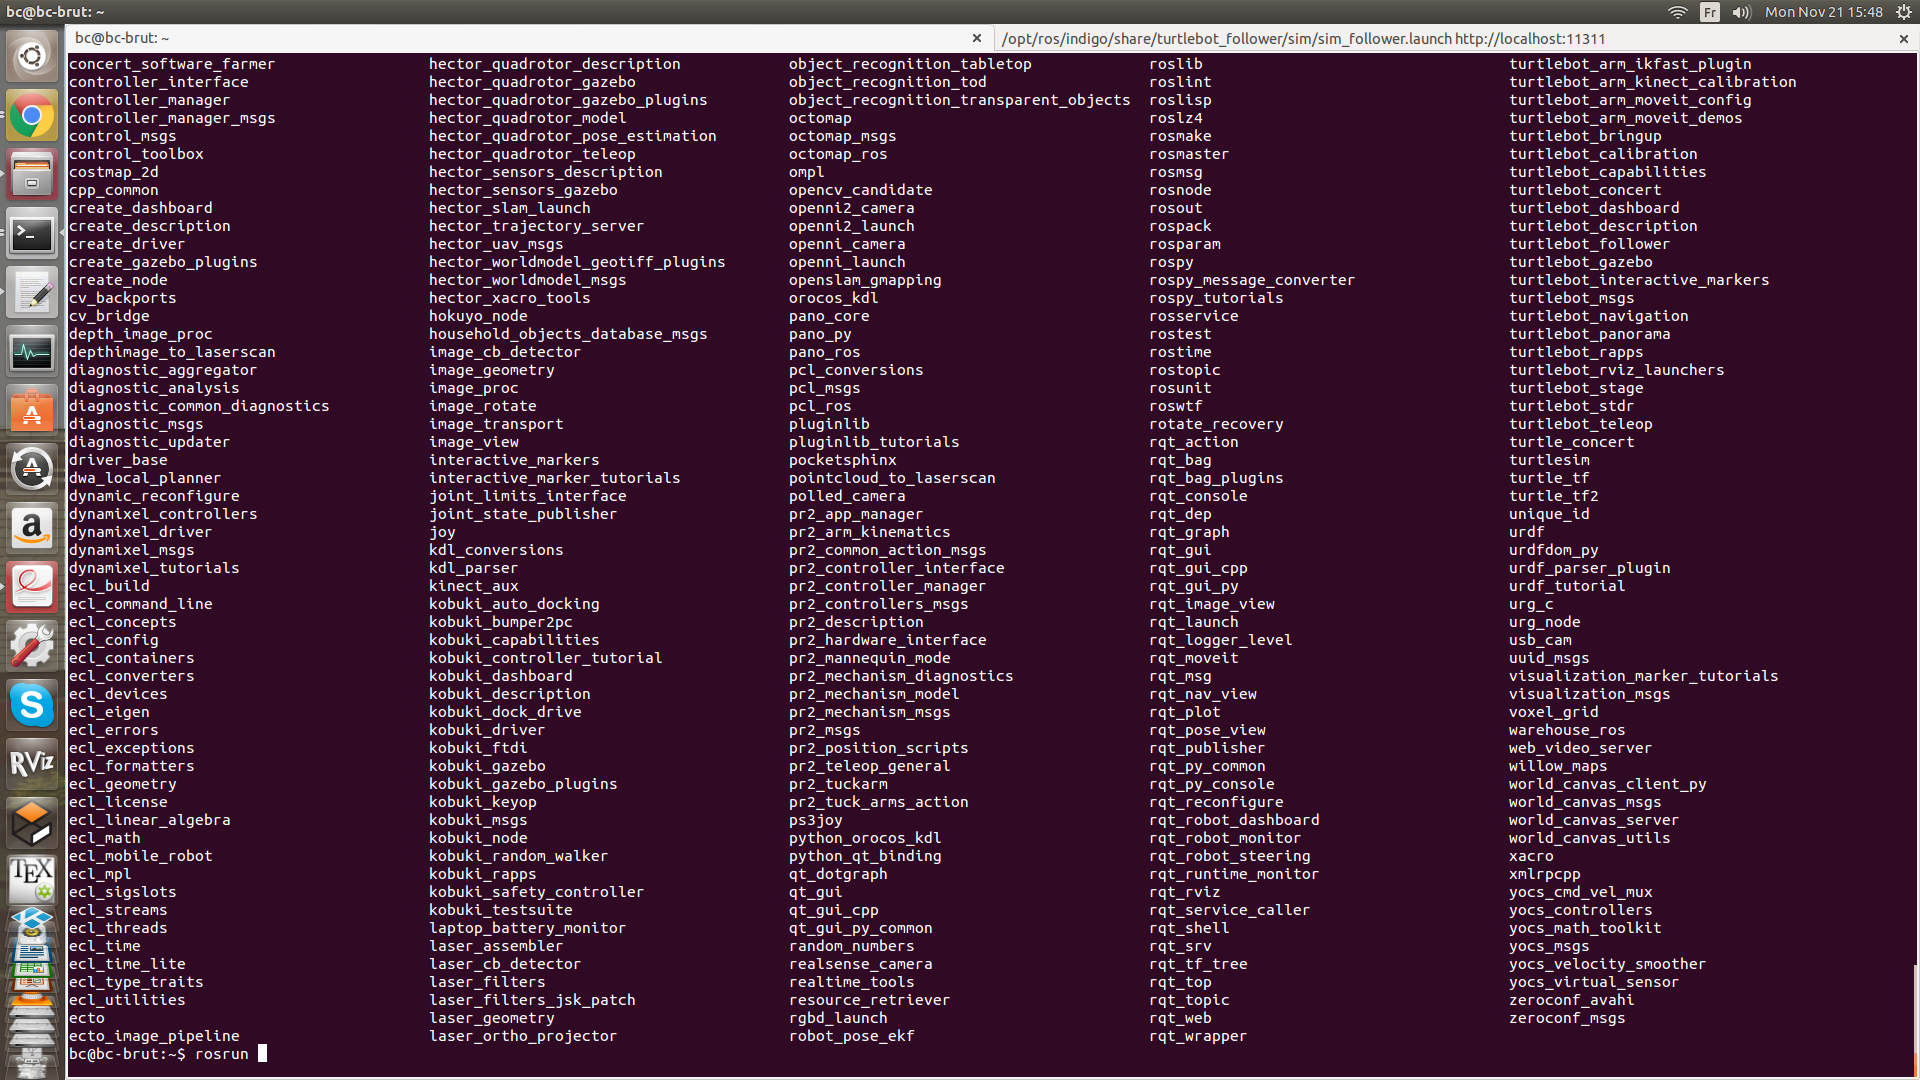 bc@bc-brut: ~
Fr
Mon Nov 21 15:48
bc@bc-brut: ~ × /opt/ros/indigo/share/turtlebot_follower/sim/sim_follower.launch http://localhost:11311 ×
concert_software_farmer hector_quadrotor_description object_recognition_tabletop roslib turtlebot_arm_ikfast_plugin
controller_interface hector_quadrotor_gazebo object_recognition_tod roslint turtlebot_arm_kinect_calibration
controller_manager hector_quadrotor_gazebo_plugins object_recognition_transparent_objects roslisp turtlebot_arm_moveit_config
controller_manager_msgs hector_quadrotor_model octomap roslz4 turtlebot_arm_moveit_demos
control_msgs hector_quadrotor_pose_estimation octomap_msgs rosmake turtlebot_bringup
control_toolbox hector_quadrotor_teleop octomap_ros rosmaster turtlebot_calibration
costmap_2d hector_sensors_description ompl rosmsg turtlebot_capabilities
cpp_common hector_sensors_gazebo opencv_candidate rosnode turtlebot_concert
create_dashboard hector_slam_launch openni2_camera rosout turtlebot_dashboard
create_description hector_trajectory_server openni2_launch rospack turtlebot_description
create_driver hector_uav_msgs openni_camera rosparam turtlebot_follower
create_gazebo_plugins hector_worldmodel_geotiff_plugins openni_launch rospy turtlebot_gazebo
create_node hector_worldmodel_msgs openslam_gmapping rospy_message_converter turtlebot_interactive_markers
cv_backports hector_xacro_tools orocos_kdl rospy_tutorials turtlebot_msgs
cv_bridge hokuyo_node pano_core rosservice turtlebot_navigation
depth_image_proc household_objects_database_msgs pano_py rostest turtlebot_panorama
depthimage_to_laserscan image_cb_detector pano_ros rostime turtlebot_rapps
diagnostic_aggregator image_geometry pcl_conversions rostopic turtlebot_rviz_launchers
diagnostic_analysis image_proc pcl_msgs rosunit turtlebot_stage
diagnostic_common_diagnostics image_rotate pcl_ros roswtf turtlebot_stdr
diagnostic_msgs image_transport pluginlib rotate_recovery turtlebot_teleop
diagnostic_updater image_view pluginlib_tutorials rqt_action turtle_concert
driver_base interactive_markers pocketsphinx rqt_bag turtlesim
dwa_local_planner interactive_marker_tutorials pointcloud_to_laserscan rqt_bag_plugins turtle_tf
dynamic_reconfigure joint_limits_interface polled_camera rqt_console turtle_tf2
dynamixel_controllers joint_state_publisher pr2_app_manager rqt_dep unique_id
dynamixel_driver joy pr2_arm_kinematics rqt_graph urdf
dynamixel_msgs kdl_conversions pr2_common_action_msgs rqt_gui urdfdom_py
dynamixel_tutorials kdl_parser pr2_controller_interface rqt_gui_cpp urdf_parser_plugin
ecl_build kinect_aux pr2_controller_manager rqt_gui_py urdf_tutorial
ecl_command_line kobuki_auto_docking pr2_controllers_msgs rqt_image_view urg_c
ecl_concepts kobuki_bumper2pc pr2_description rqt_launch urg_node
ecl_config kobuki_capabilities pr2_hardware_interface rqt_logger_level usb_cam
ecl_containers kobuki_controller_tutorial pr2_mannequin_mode rqt_moveit uuid_msgs
ecl_converters kobuki_dashboard pr2_mechanism_diagnostics rqt_msg visualization_marker_tutorials
ecl_devices kobuki_description pr2_mechanism_model rqt_nav_view visualization_msgs
ecl_eigen kobuki_dock_drive pr2_mechanism_msgs rqt_plot voxel_grid
ecl_errors kobuki_driver pr2_msgs rqt_pose_view warehouse_ros
ecl_exceptions kobuki_ftdi pr2_position_scripts rqt_publisher web_video_server
ecl_formatters kobuki_gazebo pr2_teleop_general rqt_py_common willow_maps
ecl_geometry kobuki_gazebo_plugins pr2_tuckarm rqt_py_console world_canvas_client_py
ecl_license kobuki_keyop pr2_tuck_arms_action rqt_reconfigure world_canvas_msgs
ecl_linear_algebra kobuki_msgs ps3joy rqt_robot_dashboard world_canvas_server
ecl_math kobuki_node python_orocos_kdl rqt_robot_monitor world_canvas_utils
ecl_mobile_robot kobuki_random_walker python_qt_binding rqt_robot_steering xacro
ecl_mpl kobuki_rapps qt_dotgraph rqt_runtime_monitor xmlrpcpp
ecl_sigslots kobuki_safety_controller qt_gui rqt_rviz yocs_cmd_vel_mux
ecl_streams kobuki_testsuite qt_gui_cpp rqt_service_caller yocs_controllers
ecl_threads laptop_battery_monitor qt_gui_py_common rqt_shell yocs_math_toolkit
ecl_time laser_assembler random_numbers rqt_srv yocs_msgs
ecl_time_lite laser_cb_detector realsense_camera rqt_tf_tree yocs_velocity_smoother
ecl_type_traits laser_filters realtime_tools rqt_top yocs_virtual_sensor
ecl_utilities laser_filters_jsk_patch resource_retriever rqt_topic zeroconf_avahi
ecto laser_geometry rgbd_launch rqt_web zeroconf_msgs
ecto_image_pipeline laser_ortho_projector robot_pose_ekf rqt_wrapper
bc@bc-brut:~$ rosrun
RViz
TEX